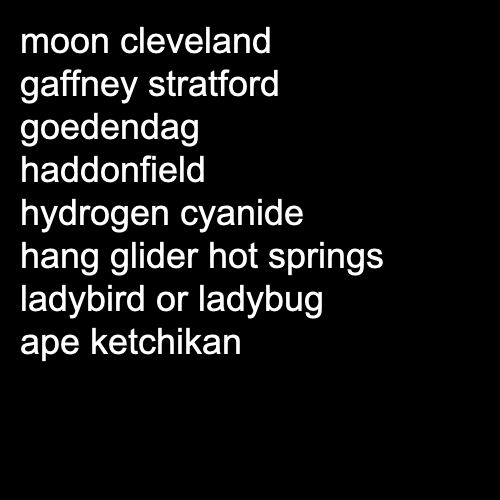 moon cleveland
gaffney stratford
goedendag
haddonfield
hydrogen cyanide
hang glider hot springs
ladybird or ladybug
ape ketchikan